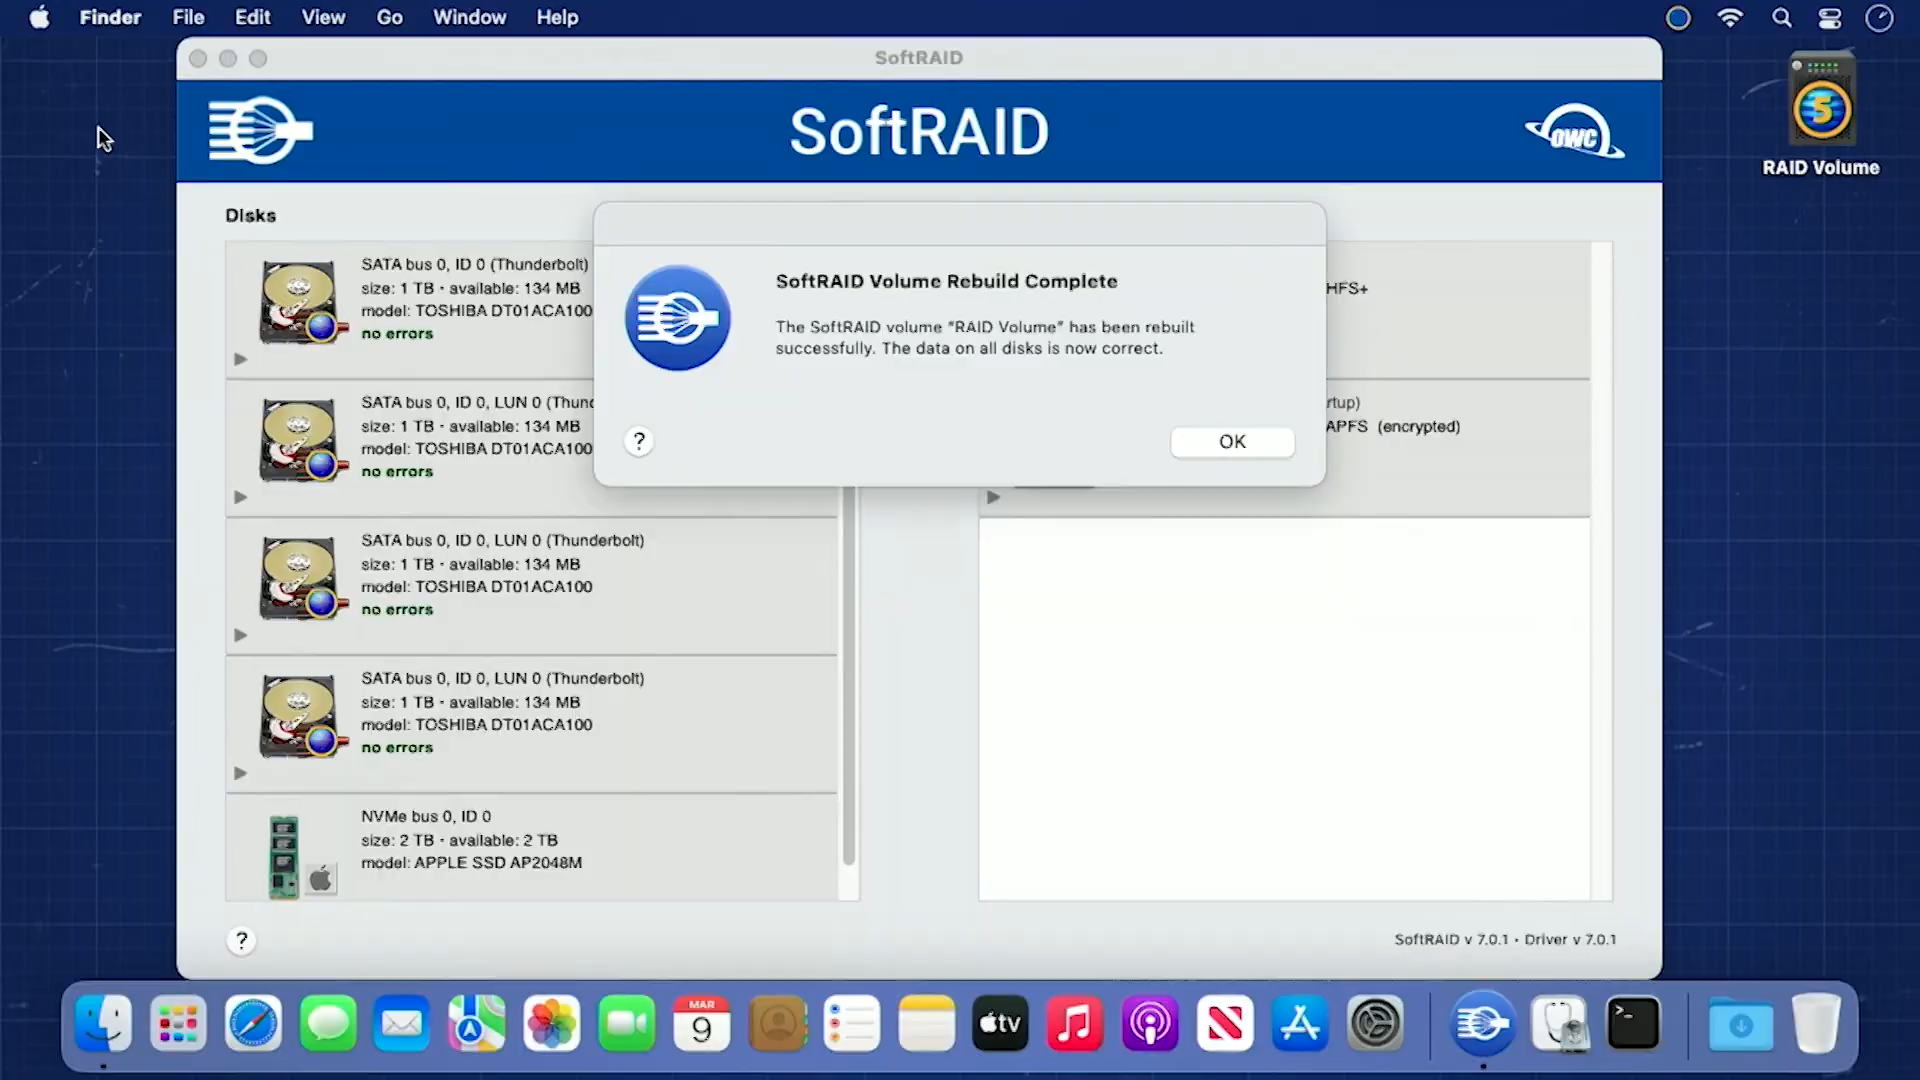 Finder File Edit View Go Window Help
SoftRAID
SoftRAID
OWC
5
RAID Volume
Disks
SATA bus 0, ID 0 (Thunderbolt)
size: 1 TB • available: 134 MB
model: TOSHIBA DT01ACA100
no errors
SATA bus 0, ID 0, LUN 0 (Thund
size: 1 TB • available: 134 MB
model: TOSHIBA DT01ACA100
no errors
SATA bus 0, ID 0, LUN 0 (Thunderbolt)
size: 1 TB • available: 134 MB
model: TOSHIBA DT01ACA100
no errors
SATA bus 0, ID 0, LUN 0 (Thunderbolt)
size: 1 TB • available: 134 MB
model: TOSHIBA DT01ACA100
no errors
NVMe bus 0, ID 0
size: 2 TB • available: 2 TB
model: APPLE SSD AP2048M
SoftRAID Volume Rebuild Complete
The SoftRAID volume "RAID Volume" has been rebuilt
successfully. The data on all disks is now correct.
?
OK
HFS+
rtup)
APFS (encrypted)
?
SoftRAID v 7.0.1 • Driver v 7.0.1
MAR
9
tv
>_